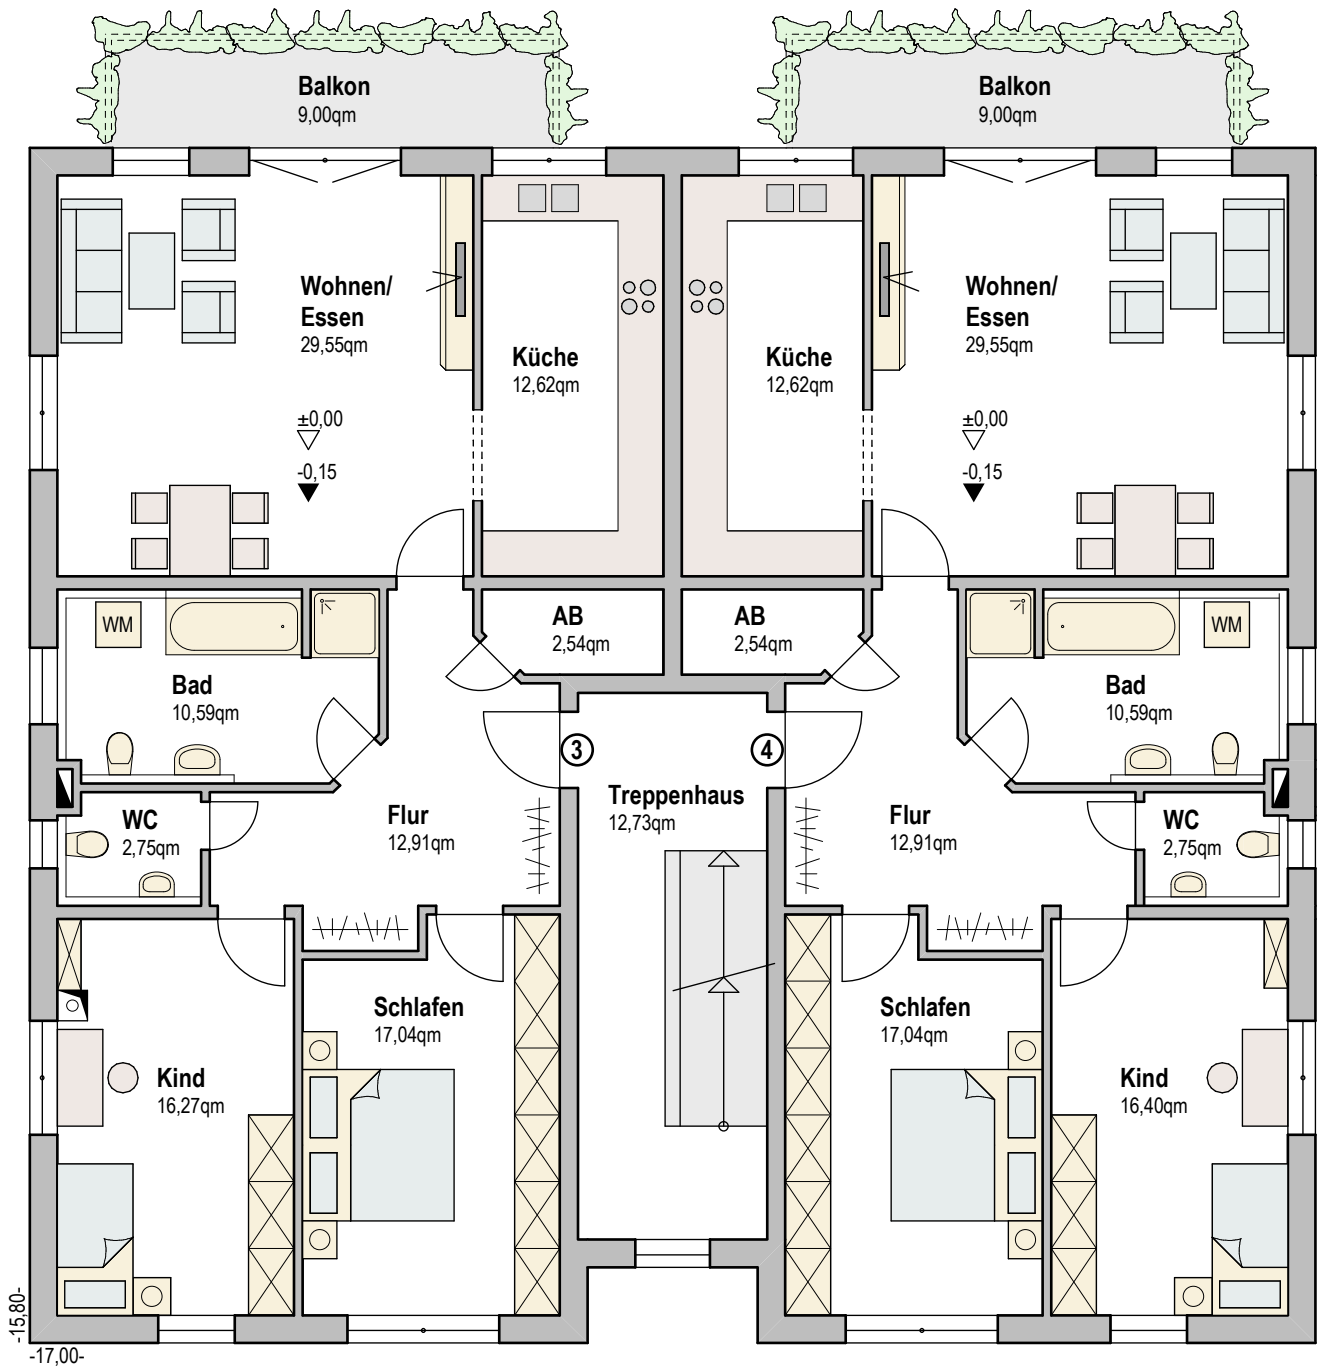 Balkon
9,00qm
Balkon
9,00qm
Wohnen/
Essen
29,55qm
Küche
12,62qm
Küche
12,62qm
Wohnen/
Essen
29,55qm
±0,00
-0,15
±0,00
-0,15
WM
Bad
10,59qm
AB
2,54qm
AB
2,54qm
WM
Bad
10,59qm
3
4
WC
2,75qm
Flur
12,91qm
Treppenhaus
12,73qm
Flur
12,91qm
WC
2,75qm
Kind
16,27qm
Schlafen
17,04qm
Schlafen
17,04qm
Kind
16,40qm
-15,80-
-17,00-